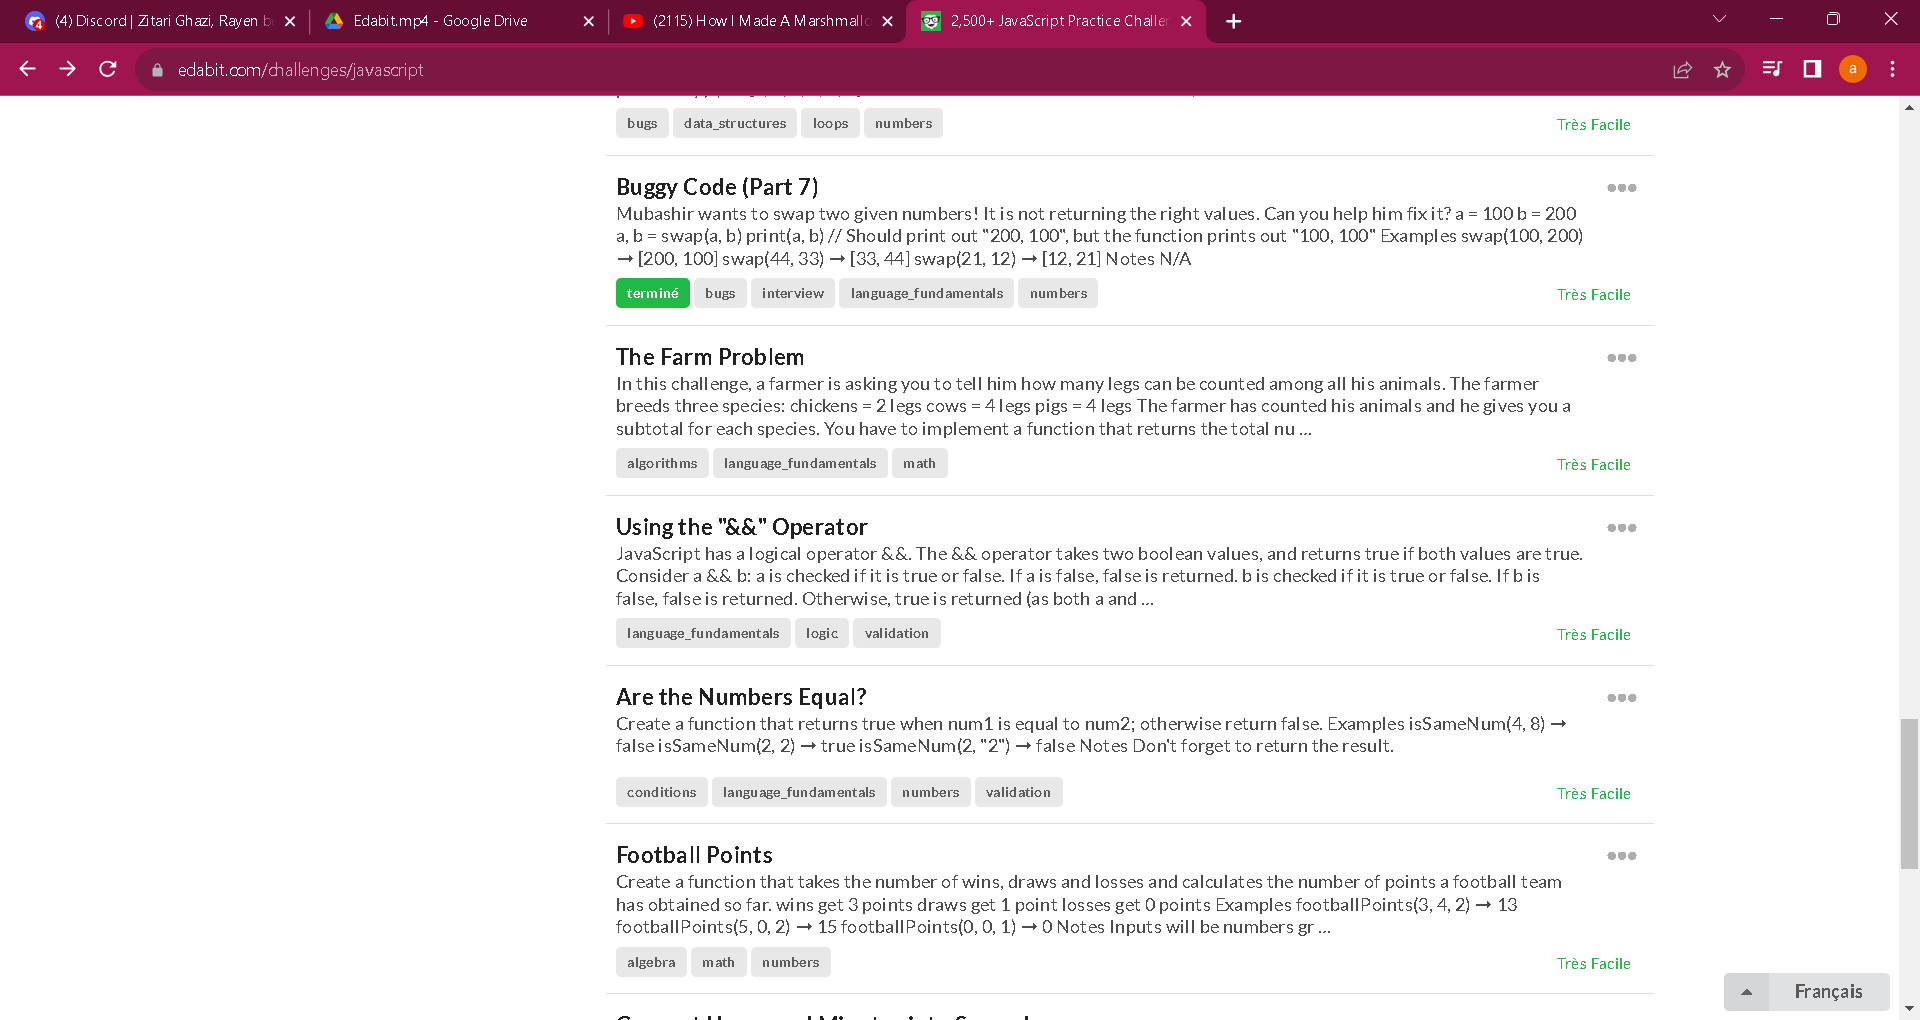 (4) Discord | Zitari Ghazi, Rayen b
Edabit.mp4 - Google Drive
(2115) How I Made A Marshmallo
2,500+ JavaScript Practice Challen
edabit.com/challenges/javascript
a
bugs data_structures loops numbers
Très Facile
Buggy Code (Part 7)
Mubashir wants to swap two given numbers! It is not returning the right values. Can you help him fix it? a = 100 b = 200
a, b = swap(a, b) print(a, b) // Should print out "200, 100", but the function prints out "100, 100" Examples swap(100, 200)
➞ [200, 100] swap(44, 33) ➞ [33, 44] swap(21, 12) ➞ [12, 21] Notes N/A
terminé bugs interview language_fundamentals numbers
Très Facile
The Farm Problem
In this challenge, a farmer is asking you to tell him how many legs can be counted among all his animals. The farmer
breeds three species: chickens = 2 legs cows = 4 legs pigs = 4 legs The farmer has counted his animals and he gives you a
subtotal for each species. You have to implement a function that returns the total nu ...
algorithms language_fundamentals math
Très Facile
Using the "&&" Operator
JavaScript has a logical operator &&. The && operator takes two boolean values, and returns true if both values are true.
Consider a && b: a is checked if it is true or false. If a is false, false is returned. b is checked if it is true or false. If b is
false, false is returned. Otherwise, true is returned (as both a and ...
language_fundamentals logic validation
Très Facile
Are the Numbers Equal?
Create a function that returns true when num1 is equal to num2; otherwise return false. Examples isSameNum(4, 8) ➞
false isSameNum(2, 2) ➞ true isSameNum(2, "2") ➞ false Notes Don't forget to return the result.
conditions language_fundamentals numbers validation
Très Facile
Football Points
Create a function that takes the number of wins, draws and losses and calculates the number of points a football team
has obtained so far. wins get 3 points draws get 1 point losses get 0 points Examples footballPoints(3, 4, 2) ➞ 13
footballPoints(5, 0, 2) ➞ 15 footballPoints(0, 0, 1) ➞ 0 Notes Inputs will be numbers gr ...
algebra math numbers
Très Facile
Français